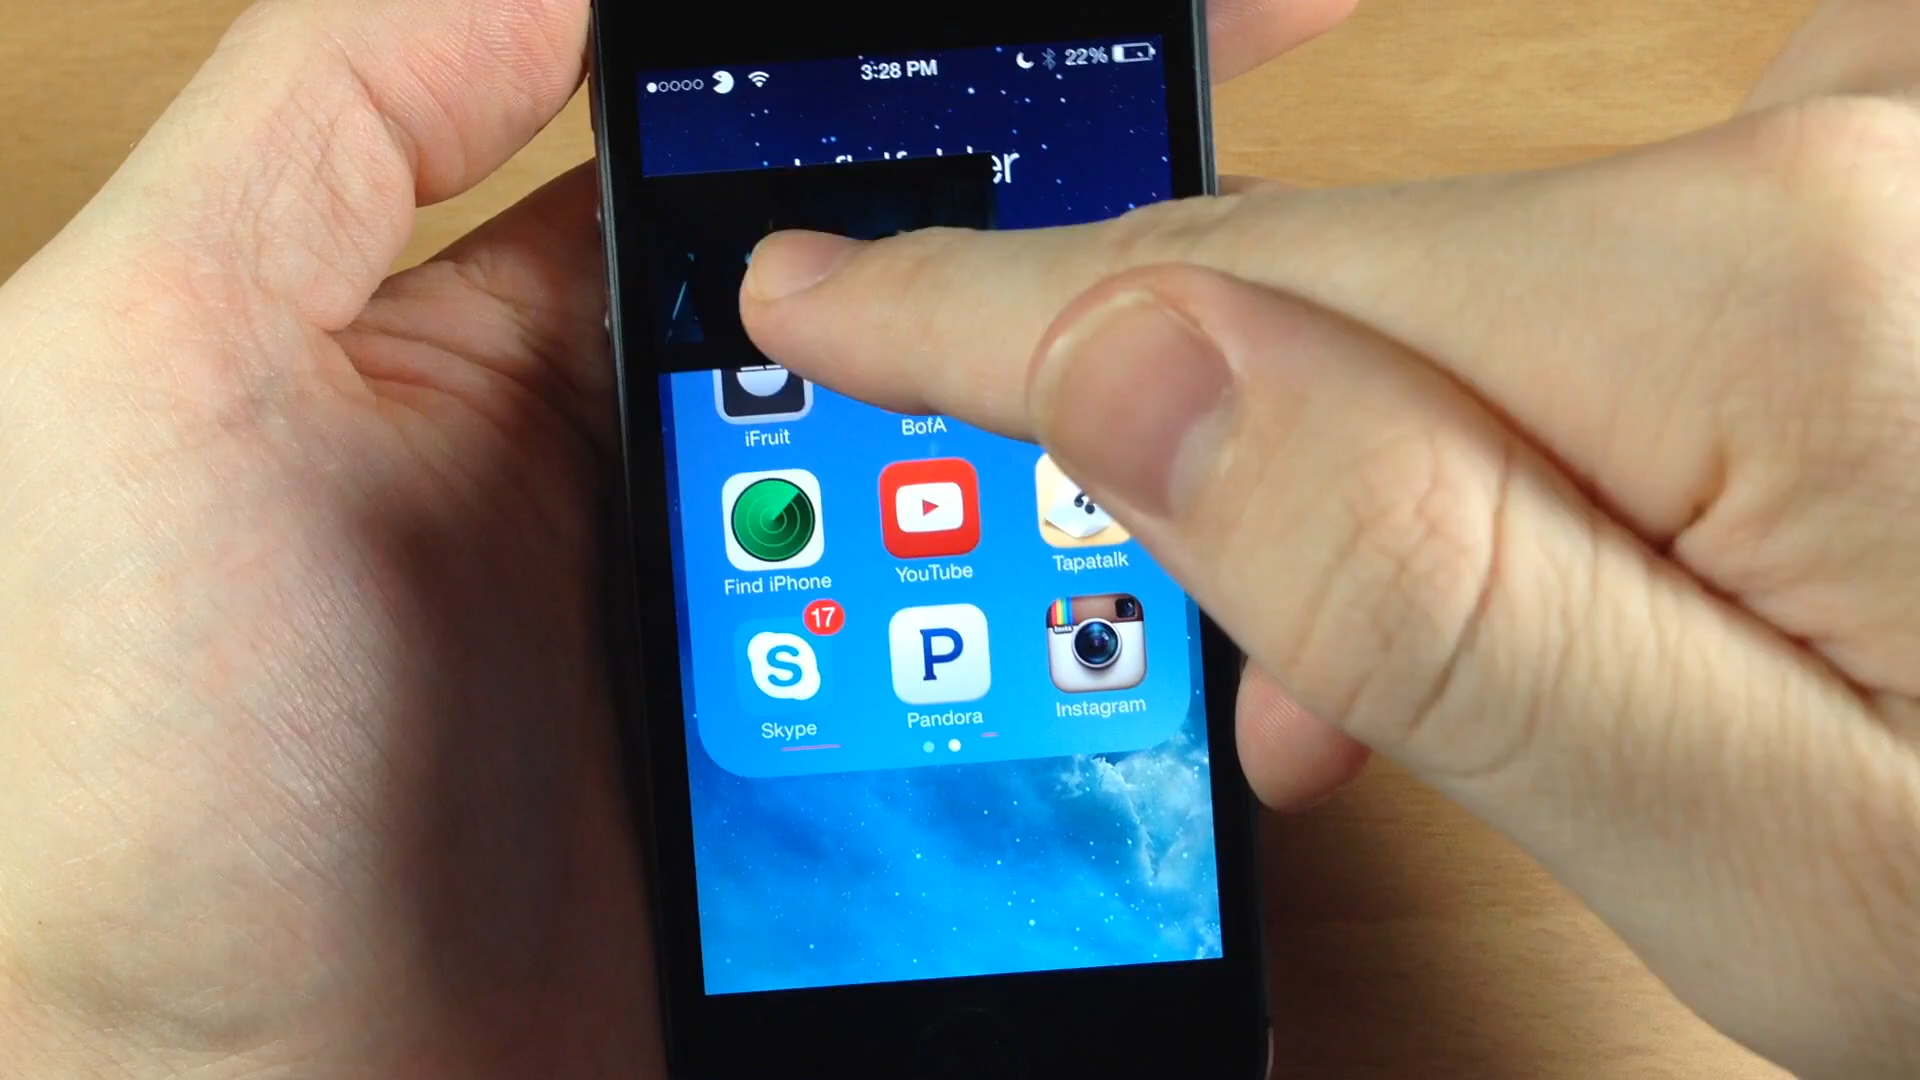 3:28 PM
22%
iFruit
BofA
Find iPhone
YouTube
Tapatalk
17
S
P
Skype
Pandora
Instagram